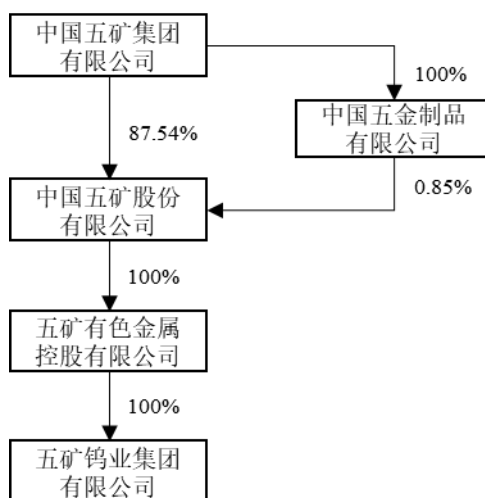 中国五矿集团
有限公司
100%
中国五金制品
有限公司
87.54%
0.85%
中国五矿股份
有限公司
100%
五矿有色金属
控股有限公司
100%
五矿钨业集团
有限公司